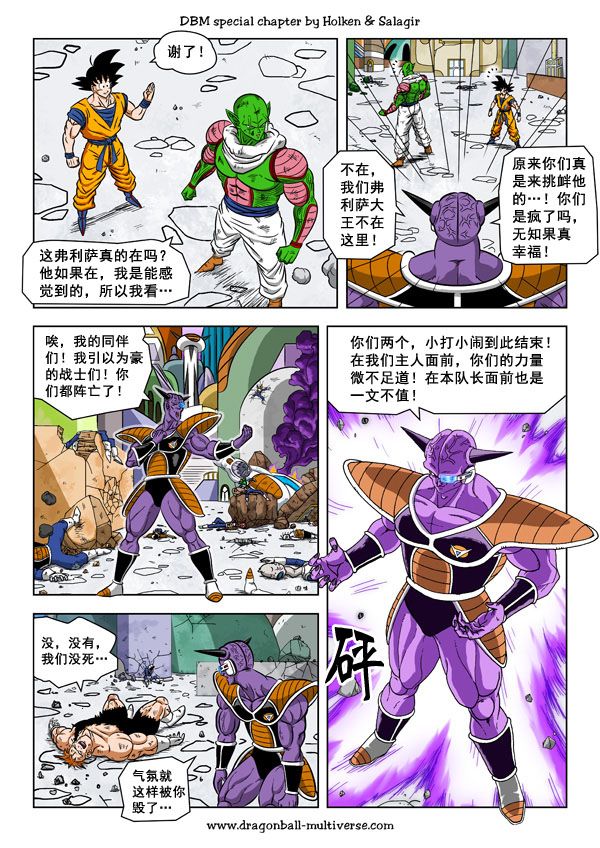 DBM special chapter by Holken & Salagir
谢了！
这弗利萨真的在吗？
他如果在，我是能感
觉到的，所以我看…
不在，
我们弗
利萨大
王不在
这里！
原来你们真
是来挑衅他
的…！你们
是疯了吗，
无知果真
幸福！
唉，我的同伴
们！我引以为豪
的战士们！你
们都阵亡了！
你们两个，小打小闹到此结束！
在我们主人面前，你们的力量
微不足道！在本队长面前也是
一文不值！
砰
没，没有，
我们没死…
气氛就
这样被你
毁了…
www.dragonball-multiverse.com